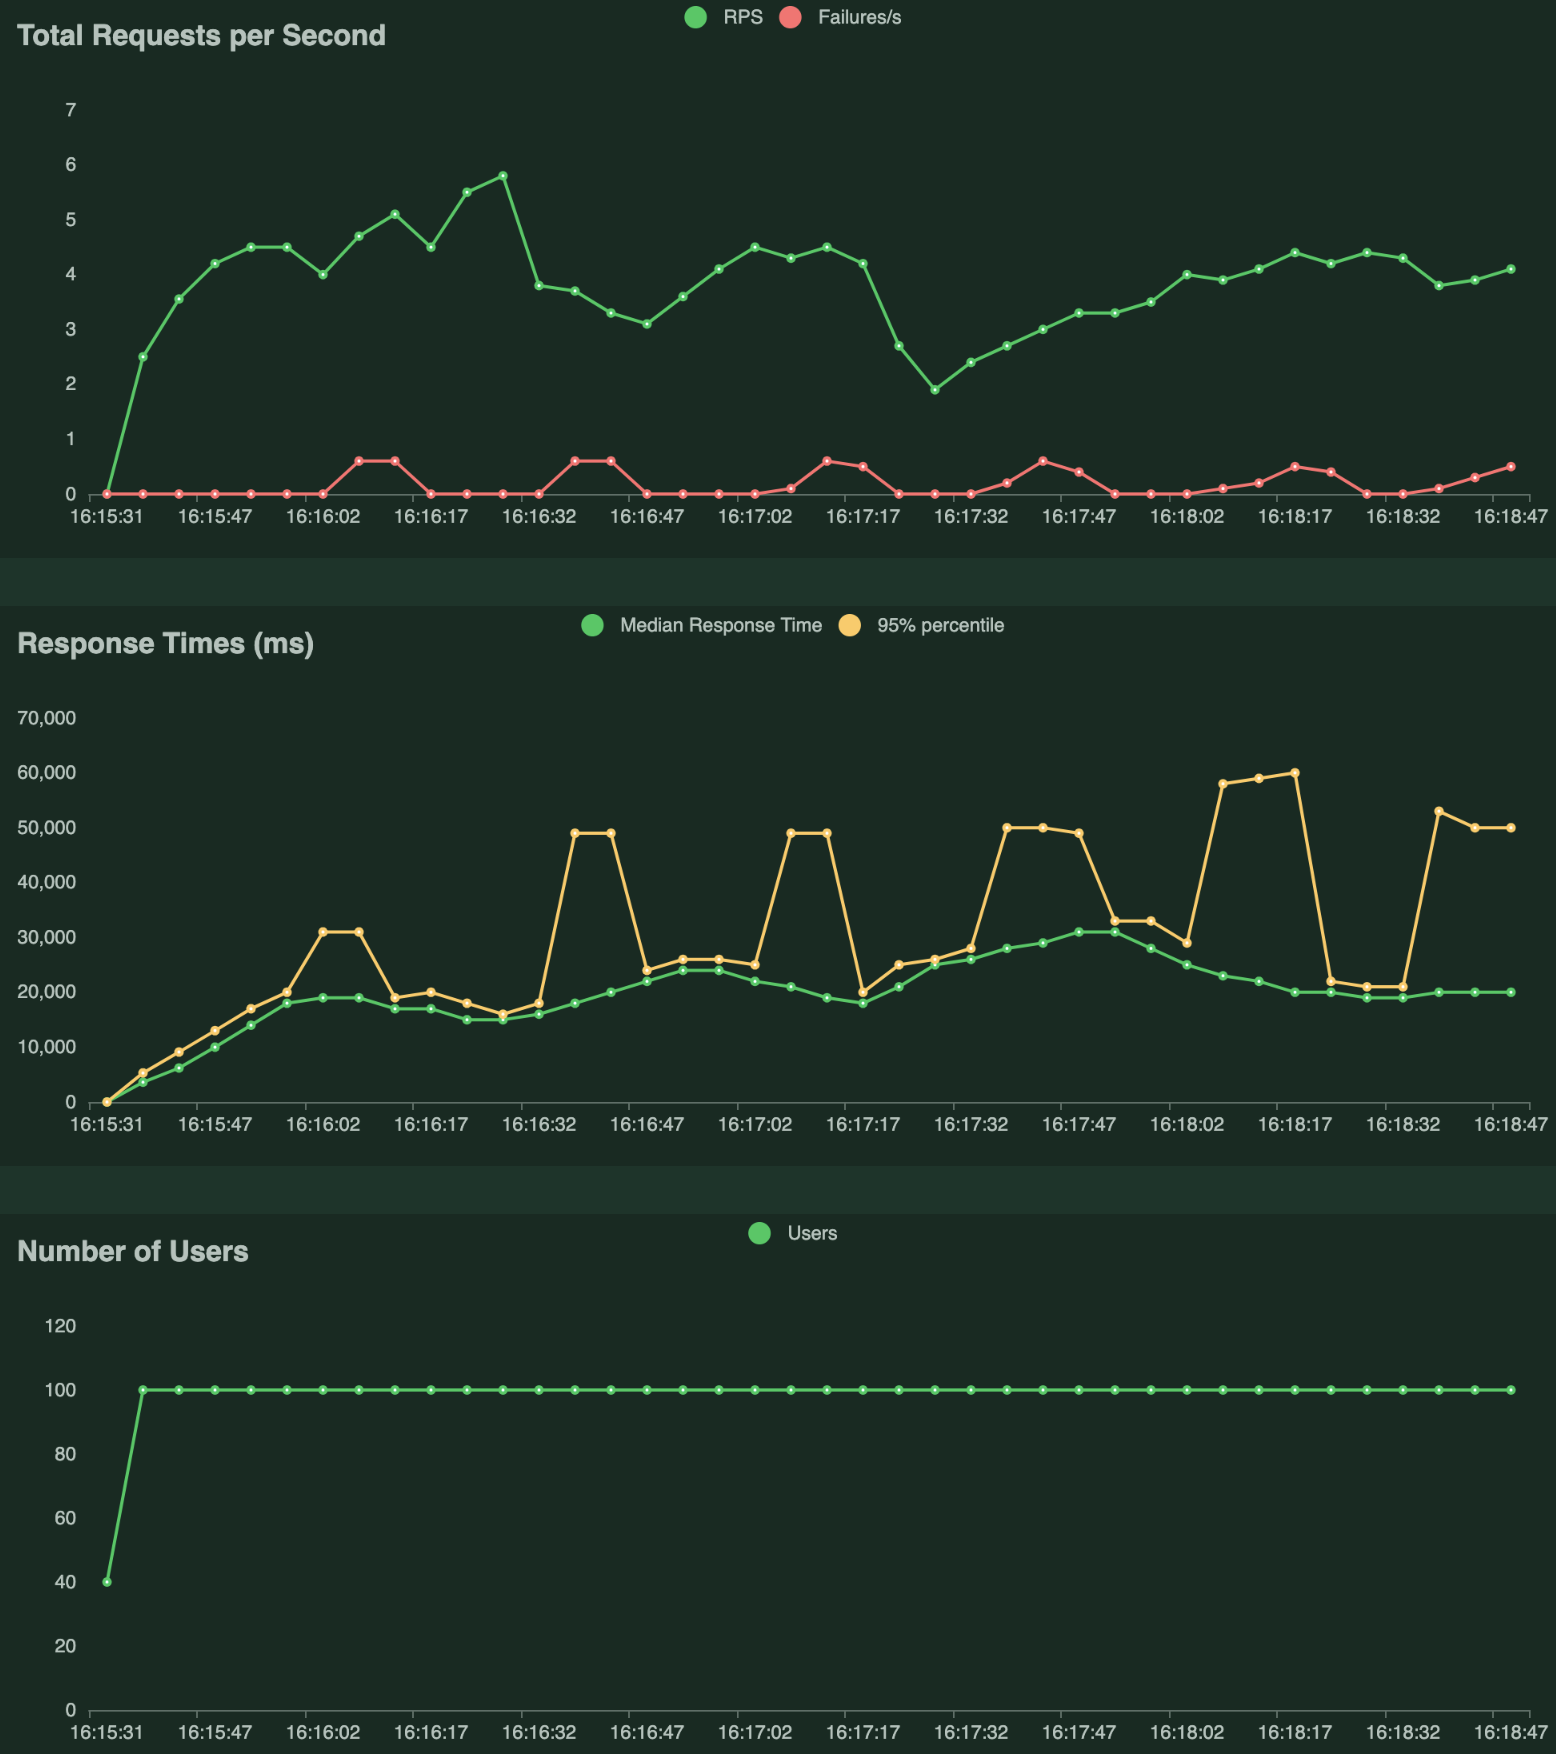 RPS Failures/s
Total Requests per Second
7
6
5
4
3
2
1
0
16:15:31 16:15:47 16:16:02 16:16:17 16:16:32 16:16:47 16:17:02 16:17:17 16:17:32 16:17:47 16:18:02 16:18:17 16:18:32 16:18:47
Median Response Time 95% percentile
Response Times (ms)
70,000
60,000
50,000
40,000
30,000
20,000
10,000
0
16:15:31 16:15:47 16:16:02 16:16:17 16:16:32 16:16:47 16:17:02 16:17:17 16:17:32 16:17:47 16:18:02 16:18:17 16:18:32 16:18:47
Users
Number of Users
120
100
80
60
40
20
0
16:15:31 16:15:47 16:16:02 16:16:17 16:16:32 16:16:47 16:17:02 16:17:17 16:17:32 16:17:47 16:18:02 16:18:17 16:18:32 16:18:47